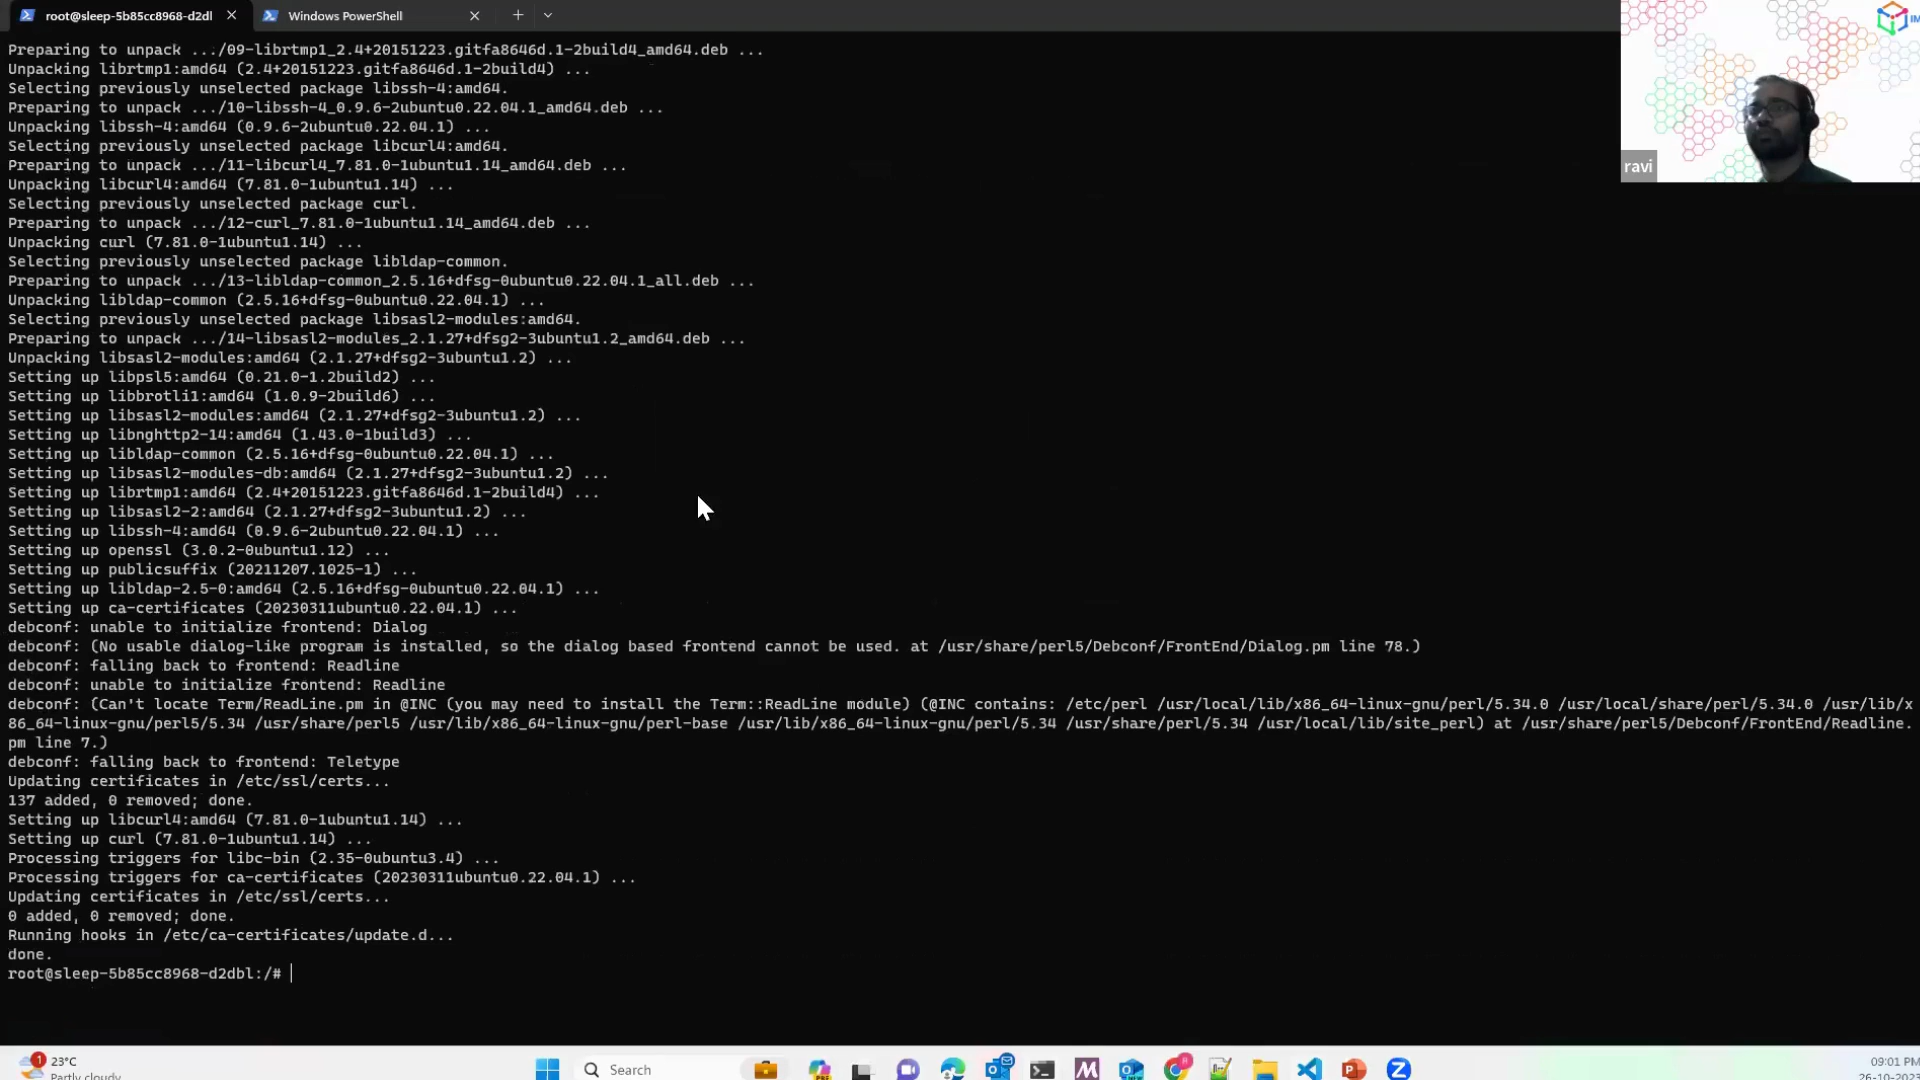 root@sleep-5b85cc8968-d2dl
Windows PowerShell
Preparing to unpack .../09-librtmp1_2.4+20151223.gitfa8646d.1-2build4_amd64.deb ...
Unpacking librtmp1:amd64 (2.4+20151223.gitfa8646d.1-2build4) ...
Selecting previously unselected package libssh-4:amd64.
Preparing to unpack .../10-libssh-4_0.9.6-2ubuntu0.22.04.1_amd64.deb ...
Unpacking libssh-4:amd64 (0.9.6-2ubuntu0.22.04.1) ...
Selecting previously unselected package libcurl4:amd64.
Preparing to unpack .../11-libcurl4_7.81.0-1ubuntu1.14_amd64.deb ...
Unpacking libcurl4:amd64 (7.81.0-1ubuntu1.14) ...
Selecting previously unselected package curl.
Preparing to unpack .../12-curl_7.81.0-1ubuntu1.14_amd64.deb ...
Unpacking curl (7.81.0-1ubuntu1.14) ...
Selecting previously unselected package libldap-common.
Preparing to unpack .../13-libldap-common_2.5.16+dfsg-0ubuntu0.22.04.1_all.deb ...
Unpacking libldap-common (2.5.16+dfsg-0ubuntu0.22.04.1) ...
Selecting previously unselected package libsasl2-modules:amd64.
Preparing to unpack .../14-libsasl2-modules_2.1.27+dfsg2-3ubuntu1.2_amd64.deb ...
Unpacking libsasl2-modules:amd64 (2.1.27+dfsg2-3ubuntu1.2) ...
Setting up libpsl5:amd64 (0.21.0-1.2build2) ...
Setting up libbrotli1:amd64 (1.0.9-2build6) ...
Setting up libsasl2-modules:amd64 (2.1.27+dfsg2-3ubuntu1.2) ...
Setting up libnghttp2-14:amd64 (1.43.0-1build3) ...
Setting up libldap-common (2.5.16+dfsg-0ubuntu0.22.04.1) ...
Setting up libsasl2-modules-db:amd64 (2.1.27+dfsg2-3ubuntu1.2) ...
Setting up librtmp1:amd64 (2.4+20151223.gitfa8646d.1-2build4) ...
Setting up libsasl2-2:amd64 (2.1.27+dfsg2-3ubuntu1.2) ...
Setting up libssh-4:amd64 (0.9.6-2ubuntu0.22.04.1) ...
Setting up openssl (3.0.2-0ubuntu1.12) ...
Setting up publicsuffix (20211207.1025-1) ...
Setting up libldap-2.5-0:amd64 (2.5.16+dfsg-0ubuntu0.22.04.1) ...
Setting up ca-certificates (20230311ubuntu0.22.04.1) ...
debconf: unable to initialize frontend: Dialog
debconf: (No usable dialog-like program is installed, so the dialog based frontend cannot be used. at /usr/share/perl5/Debconf/FrontEnd/Dialog.pm line 78.)
debconf: falling back to frontend: Readline
debconf: unable to initialize frontend: Readline
debconf: (Can't locate Term/ReadLine.pm in @INC (you may need to install the Term::ReadLine module) (@INC contains: /etc/perl /usr/local/lib/x86_64-linux-gnu/perl/5.34.0 /usr/local/share/perl/5.34.0 /usr/lib/x
86_64-linux-gnu/perl5/5.34 /usr/share/perl5 /usr/lib/x86_64-linux-gnu/perl-base /usr/lib/x86_64-linux-gnu/perl/5.34 /usr/share/perl/5.34 /usr/local/lib/site_perl) at /usr/share/perl5/Debconf/FrontEnd/Readline.
pm line 7.)
debconf: falling back to frontend: Teletype
Updating certificates in /etc/ssl/certs...
137 added, 0 removed; done.
Setting up libcurl4:amd64 (7.81.0-1ubuntu1.14) ...
Setting up curl (7.81.0-1ubuntu1.14) ...
Processing triggers for libc-bin (2.35-0ubuntu3.4) ...
Processing triggers for ca-certificates (20230311ubuntu0.22.04.1) ...
Updating certificates in /etc/ssl/certs...
0 added, 0 removed; done.
Running hooks in /etc/ca-certificates/update.d...
done.
root@sleep-5b85cc8968-d2dbl:/#
ravi
IM
1
23°C
Partly cloudy
Search
09:01 PM
26-10-2023